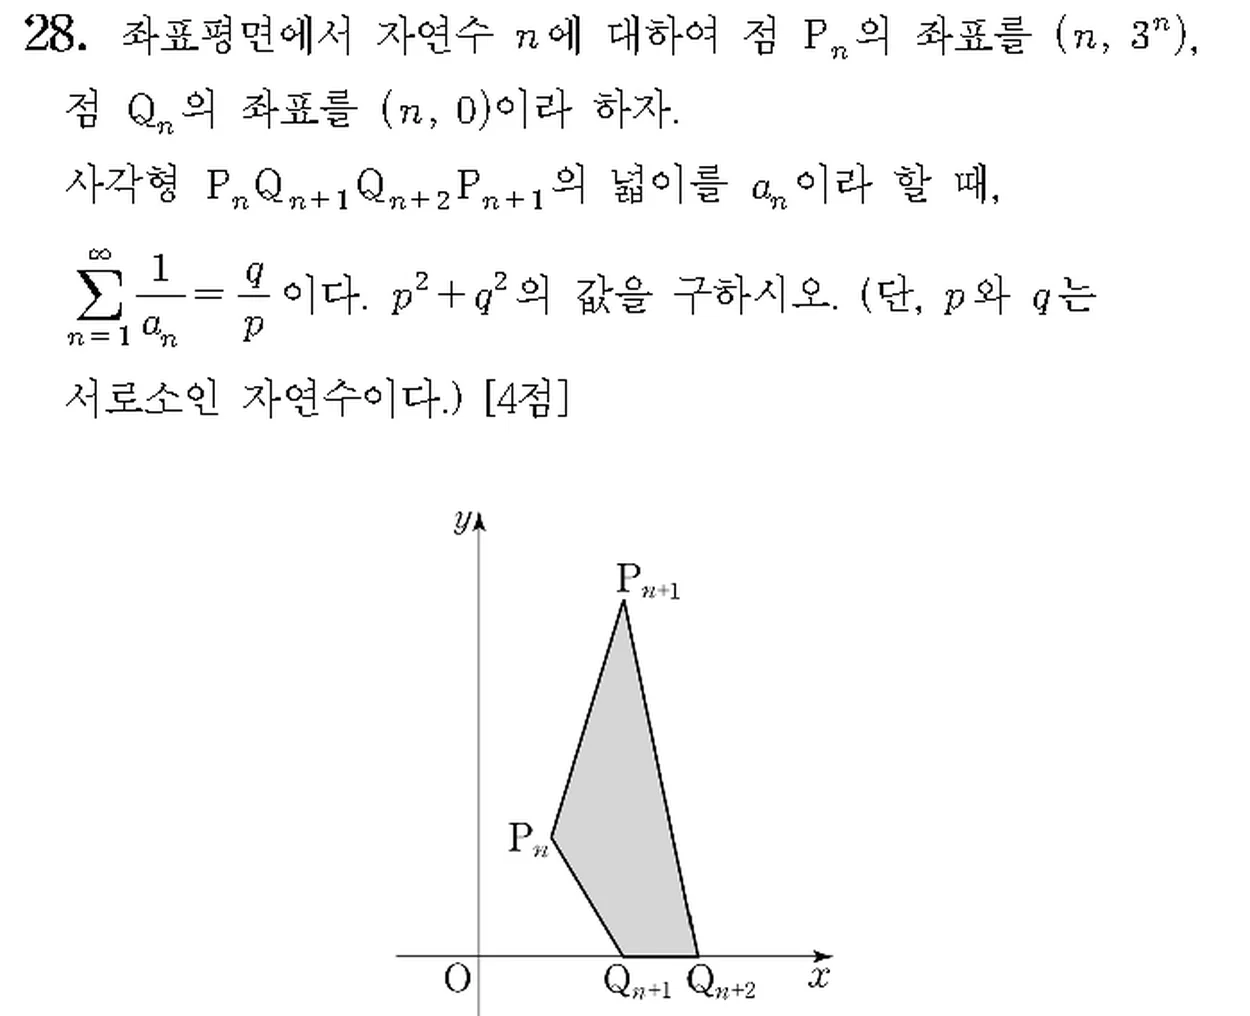 28. 좌표평면에서 자연수 n에 대하여 점 Pₙ의 좌표를 (n, 3ⁿ),
점 Qₙ의 좌표를 (n, 0)이라 하자.
사각형 PₙQₙ₊₁Qₙ₊₂Pₙ₊₁의 넓이를 aₙ이라 할 때,
∑_{n=1}^{∞} 1/aₙ = q/p 이다. p²+q²의 값을 구하시오. (단, p와 q는
서로소인 자연수이다.) [4점]
y
Pₙ₊₁
Pₙ
O Qₙ₊₁ Qₙ₊₂ x